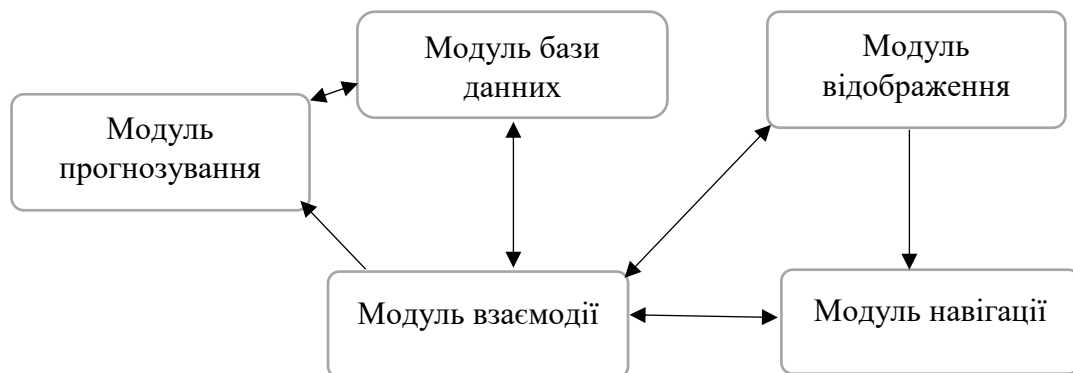 Модуль бази
данних
Модуль
відображення
Модуль
прогнозування
Модуль взаємодії
Модуль навігації